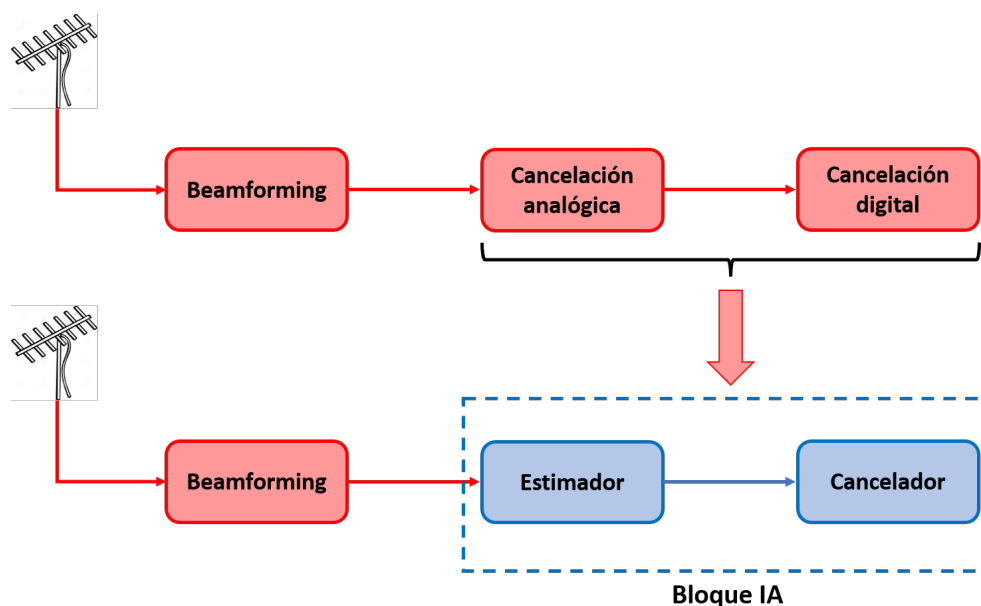 Beamforming
Cancelación
analógica
Cancelación
digital
Beamforming
Estimador
Cancelador
Bloque IA